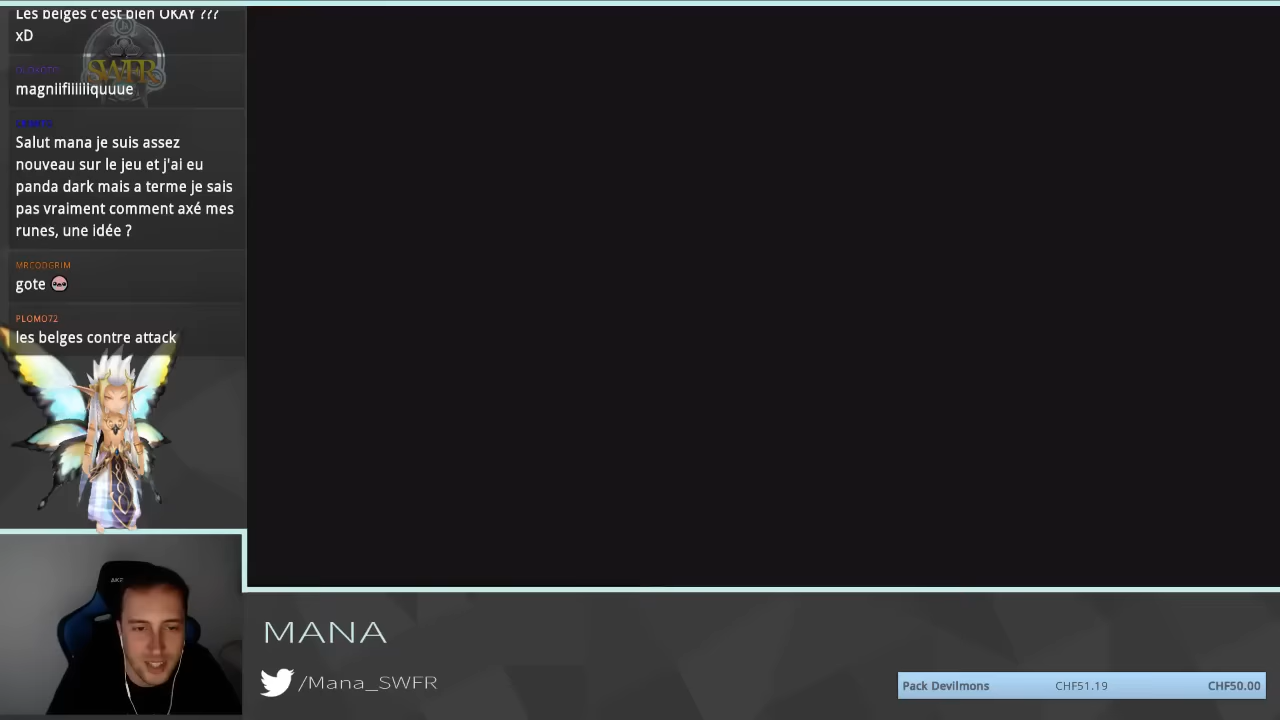 Les belges c'est bien OKAY ???
xD
SWFR
magniifiiiiiiquuue
Salut mana je suis assez
nouveau sur le jeu et j'ai eu
panda dark mais a terme je sais
pas vraiment comment axé mes
runes, une idée ?
MRCODGRIM
gote
PLOMO72
les belges contre attack
MANA
/Mana_SWFR
Pack Devilmons CHF51.19 CHF50.00